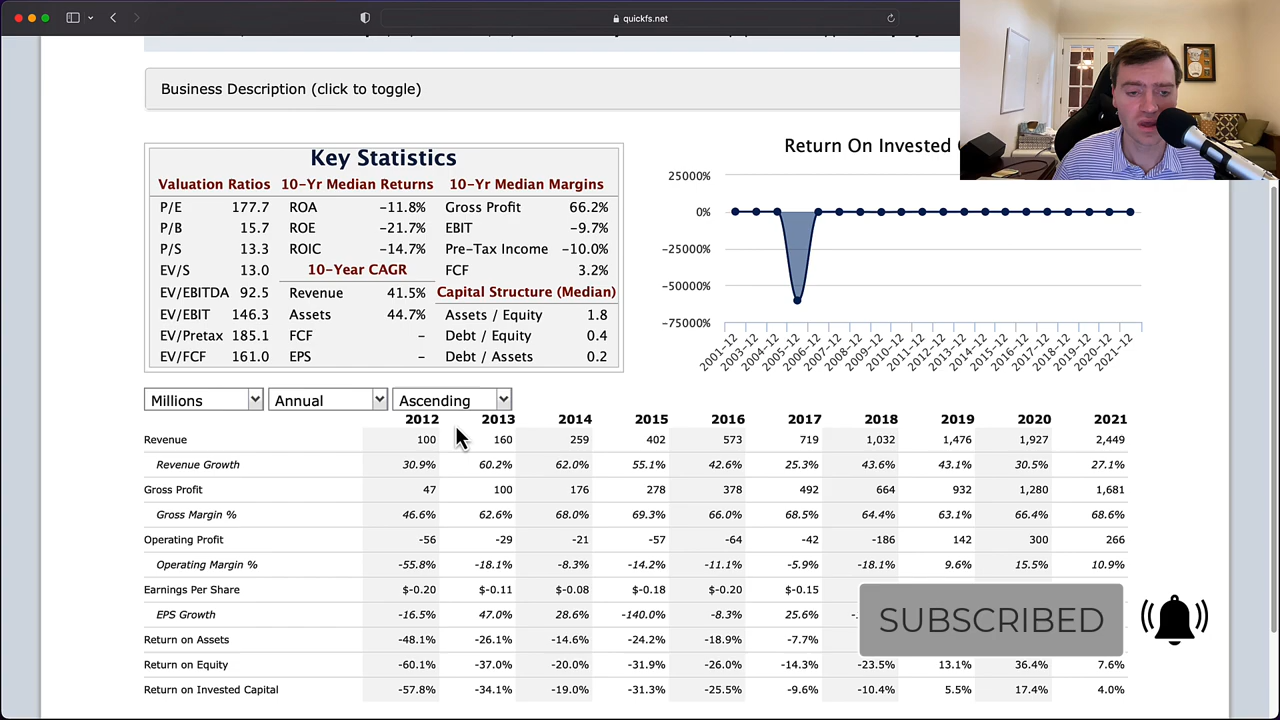 quickfs.net
Business Description (click to toggle)
Key Statistics
Valuation Ratios 10-Yr Median Returns 10-Yr Median Margins
P/E 177.7 ROA -11.8% Gross Profit 66.2%
P/B 15.7 ROE -21.7% EBIT -9.7%
P/S 13.3 ROIC -14.7% Pre-Tax Income -10.0%
EV/S 13.0 10-Year CAGR FCF 3.2%
EV/EBITDA 92.5 Revenue 41.5% Capital Structure (Median)
EV/EBIT 146.3 Assets 44.7% Assets / Equity 1.8
EV/Pretax 185.1 FCF - Debt / Equity 0.4
EV/FCF 161.0 EPS - Debt / Assets 0.2
Return On Invested
25000%
0%
-25000%
-50000%
-75000%
2001-12 2003-12 2004-12 2005-12 2006-12 2007-12 2008-12 2009-12 2010-12 2011-12 2012-12 2013-12 2014-12 2015-12 2016-12 2017-12 2018-12 2019-12 2020-12 2021-12
Millions Annual Ascending
2012 2013 2014 2015 2016 2017 2018 2019 2020 2021
Revenue 100 160 259 402 573 719 1,032 1,476 1,927 2,449
Revenue Growth 30.9% 60.2% 62.0% 55.1% 42.6% 25.3% 43.6% 43.1% 30.5% 27.1%
Gross Profit 47 100 176 278 378 492 664 932 1,280 1,681
Gross Margin % 46.6% 62.6% 68.0% 69.3% 66.0% 68.5% 64.4% 63.1% 66.4% 68.6%
Operating Profit -56 -29 -21 -57 -64 -42 -186 142 300 266
Operating Margin % -55.8% -18.1% -8.3% -14.2% -11.1% -5.9% -18.1% 9.6% 15.5% 10.9%
Earnings Per Share $-0.20 $-0.11 $-0.08 $-0.18 $-0.20 $-0.15
EPS Growth -16.5% 47.0% 28.6% -140.0% -8.3% 25.6%
SUBSCRIBED
Return on Assets -48.1% -26.1% -14.6% -24.2% -18.9% -7.7%
Return on Equity -60.1% -37.0% -20.0% -31.9% -26.0% -14.3% -23.5% 13.1% 36.4% 7.6%
Return on Invested Capital -57.8% -34.1% -19.0% -31.3% -25.5% -9.6% -10.4% 5.5% 17.4% 4.0%